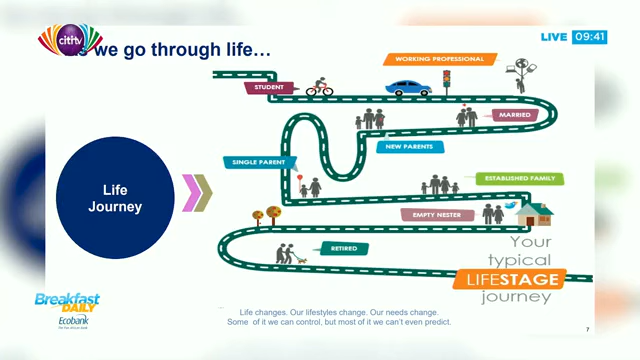 citi tv
LIVE 09:41
s we go through life...
WORKING PROFESSIONAL
STUDENT
MARRIED
NEW PARENTS
SINGLE PARENT
ESTABLISHED FAMILY
Life
Journey
EMPTY NESTER
RETIRED
Your
typical
LIFESTAGE
journey
Breakfast
DAILY
Ecobank
Life changes. Our lifestyles change. Our needs change.
Some of it we can control, but most of it we can't even predict.
7